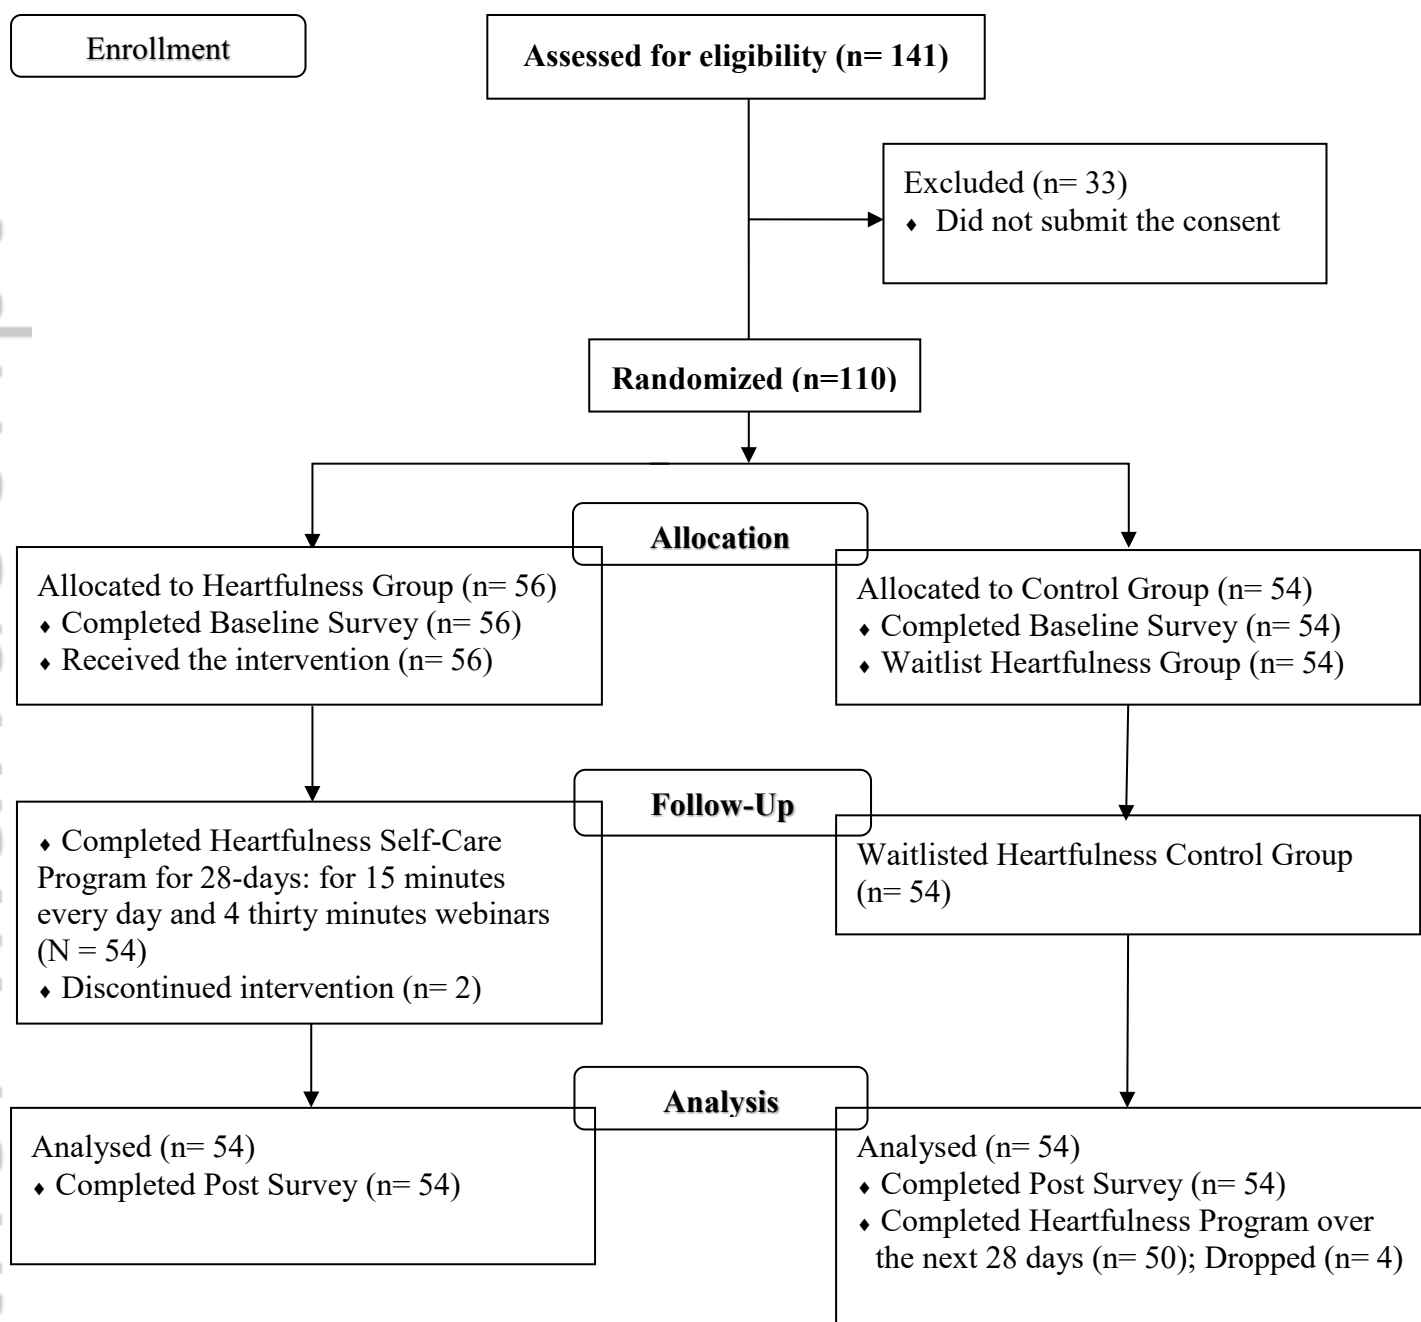 Enrollment
Assessed for eligibility (n= 141)
Excluded (n= 33)
⬧ Did not submit the consent
Randomized (n=110)
Allocation
Allocated to Heartfulness Group (n= 56)
⬧ Completed Baseline Survey (n= 56)
⬧ Received the intervention (n= 56)
Allocated to Control Group (n= 54)
⬧ Completed Baseline Survey (n= 54)
⬧ Waitlist Heartfulness Group (n= 54)
Follow-Up
⬧ Completed Heartfulness Self-Care
Program for 28-days: for 15 minutes
every day and 4 thirty minutes webinars
(N = 54)
⬧ Discontinued intervention (n= 2)
Waitlisted Heartfulness Control Group
(n= 54)
Analysis
Analysed (n= 54)
⬧ Completed Post Survey (n= 54)
Analysed (n= 54)
⬧ Completed Post Survey (n= 54)
⬧ Completed Heartfulness Program over
the next 28 days (n= 50); Dropped (n= 4)